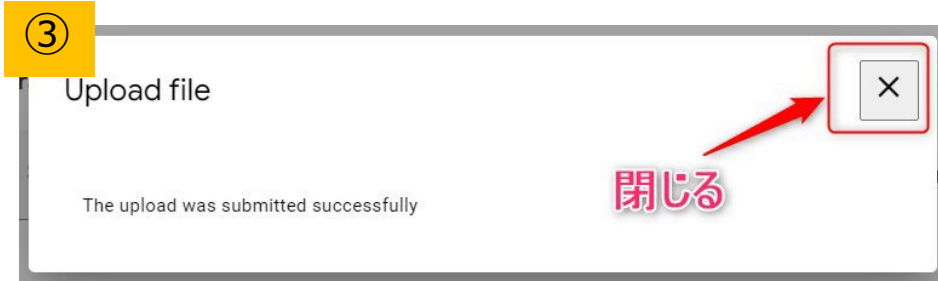 ③
Upload file
×
閉じる
The upload was submitted successfully